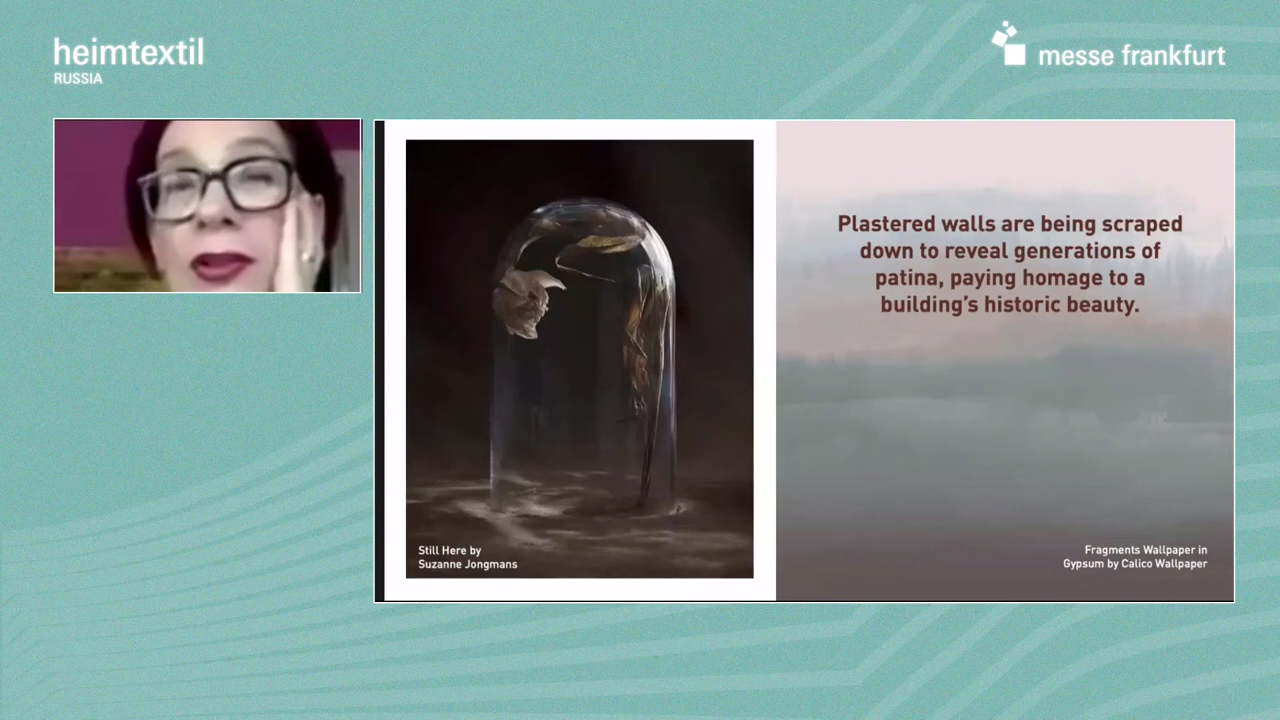 heimtextil
RUSSIA
messe frankfurt
Plastered walls are being scraped
down to reveal generations of
patina, paying homage to a
building's historic beauty.
Still Here by
Suzanne Jongmans
Fragments Wallpaper in
Gypsum by Calico Wallpaper